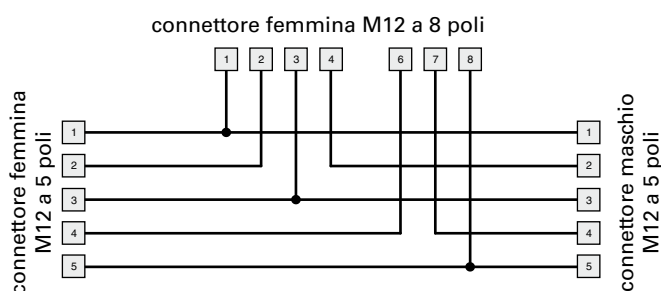 connettore femmina M12 a 8 poli
1 2 3 4 6 7 8
connettore femmina
M12 a 5 poli
1 1
2 2
3 3
4 4
5 5
connettore maschio
M12 a 5 poli